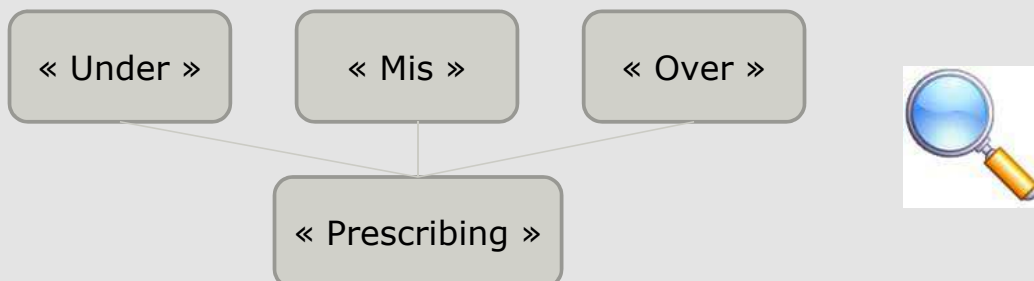 « Under »
« Mis »
« Over »
« Prescribing »